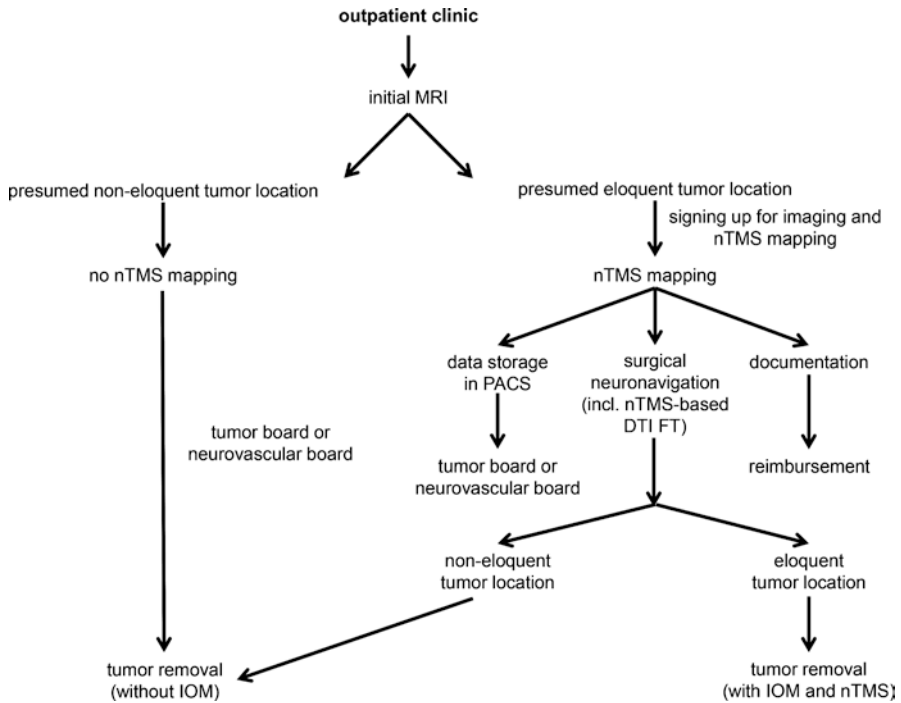 outpatient clinic
initial MRI
presumed non-eloquent tumor location
presumed eloquent tumor location
signing up for imaging and
nTMS mapping
no nTMS mapping
nTMS mapping
data storage
in PACS
surgical
neuronavigation
(incl. nTMS-based
DTI FT)
documentation
tumor board or
neurovascular board
tumor board or
neurovascular board
reimbursement
non-eloquent
tumor location
eloquent
tumor location
tumor removal
(without IOM)
tumor removal
(with IOM and nTMS)